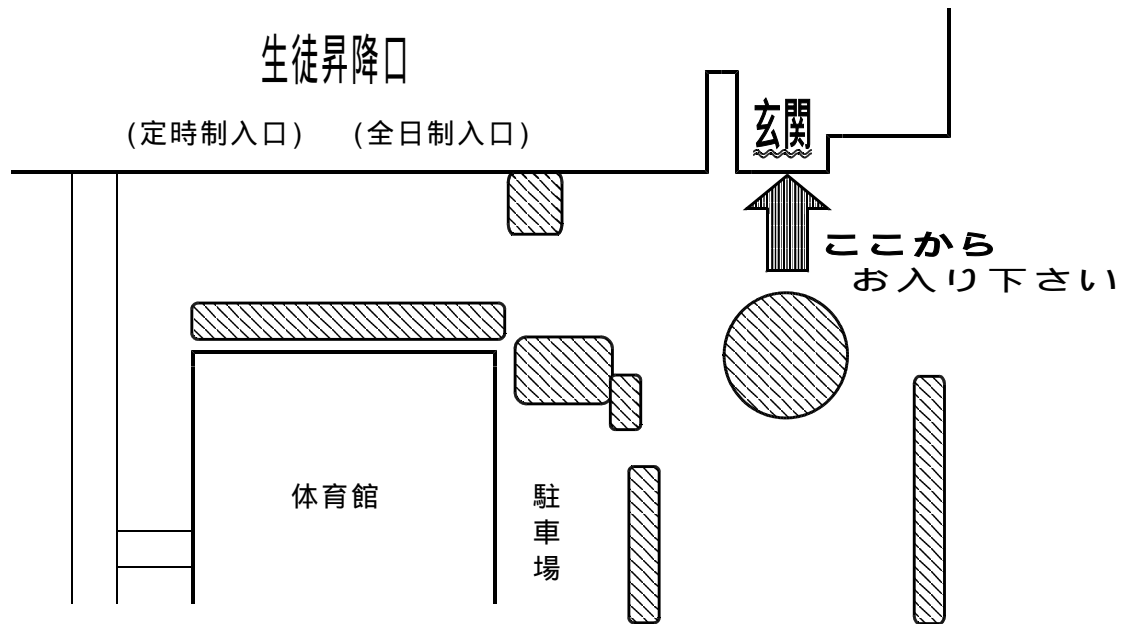 生徒昇降口
(定時制入口) (全日制入口)
玄関
ここから
お入り下さい
体育館
駐車場